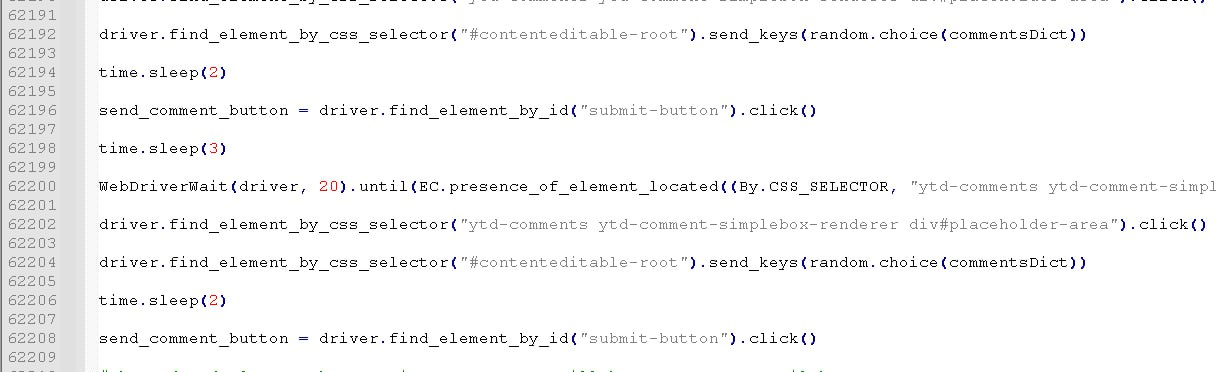 62191
62192 driver.find_element_by_css_selector("#contenteditable-root").send_keys(random.choice(commentsDict))
62193
62194 time.sleep(2)
62195
62196 send_comment_button = driver.find_element_by_id("submit-button").click()
62197
62198 time.sleep(3)
62199
62200 WebDriverWait(driver, 20).until(EC.presence_of_element_located((By.CSS_SELECTOR, "ytd-comments ytd-comment-simpl
62201
62202 driver.find_element_by_css_selector("ytd-comments ytd-comment-simplebox-renderer div#placeholder-area").click()
62203
62204 driver.find_element_by_css_selector("#contenteditable-root").send_keys(random.choice(commentsDict))
62205
62206 time.sleep(2)
62207
62208 send_comment_button = driver.find_element_by_id("submit-button").click()
62209